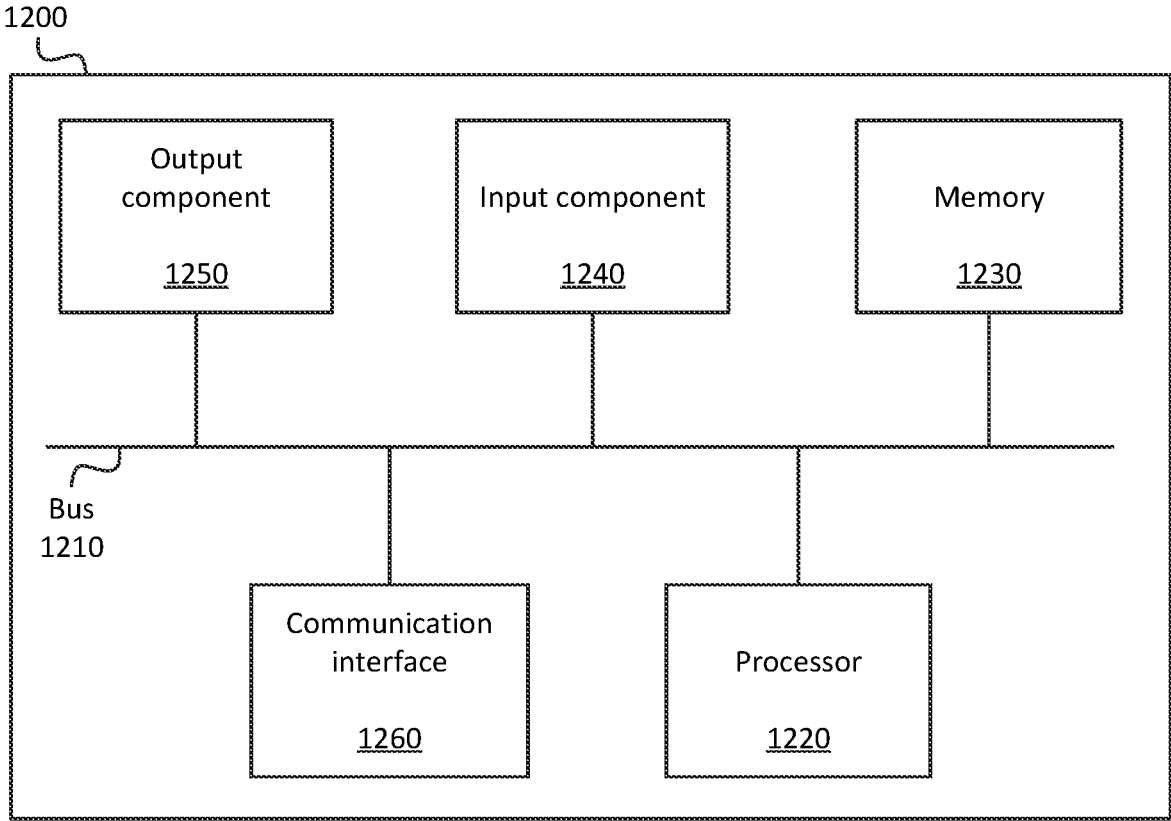 1200
Output
component
1250
Input component
1240
Memory
1230
Bus
1210
Communication
interface
1260
Processor
1220